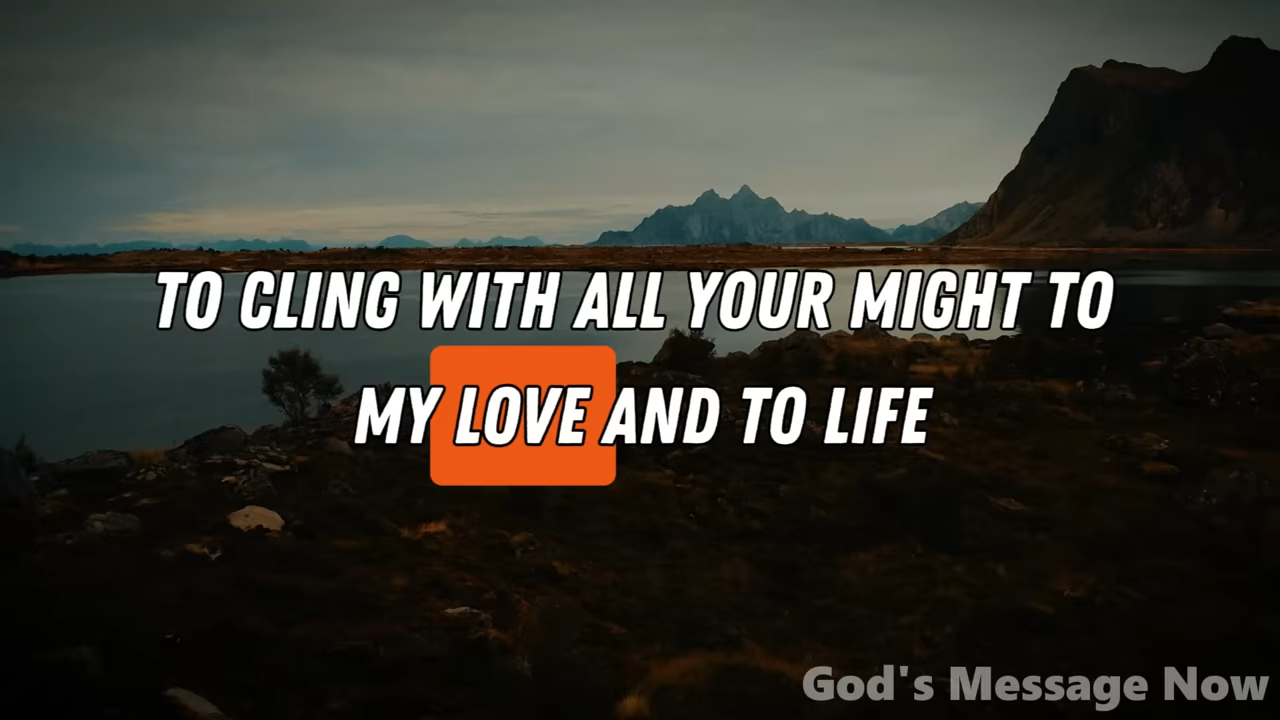 TO CLING WITH ALL YOUR MIGHT TO
MY LOVE AND TO LIFE
God's Message Now